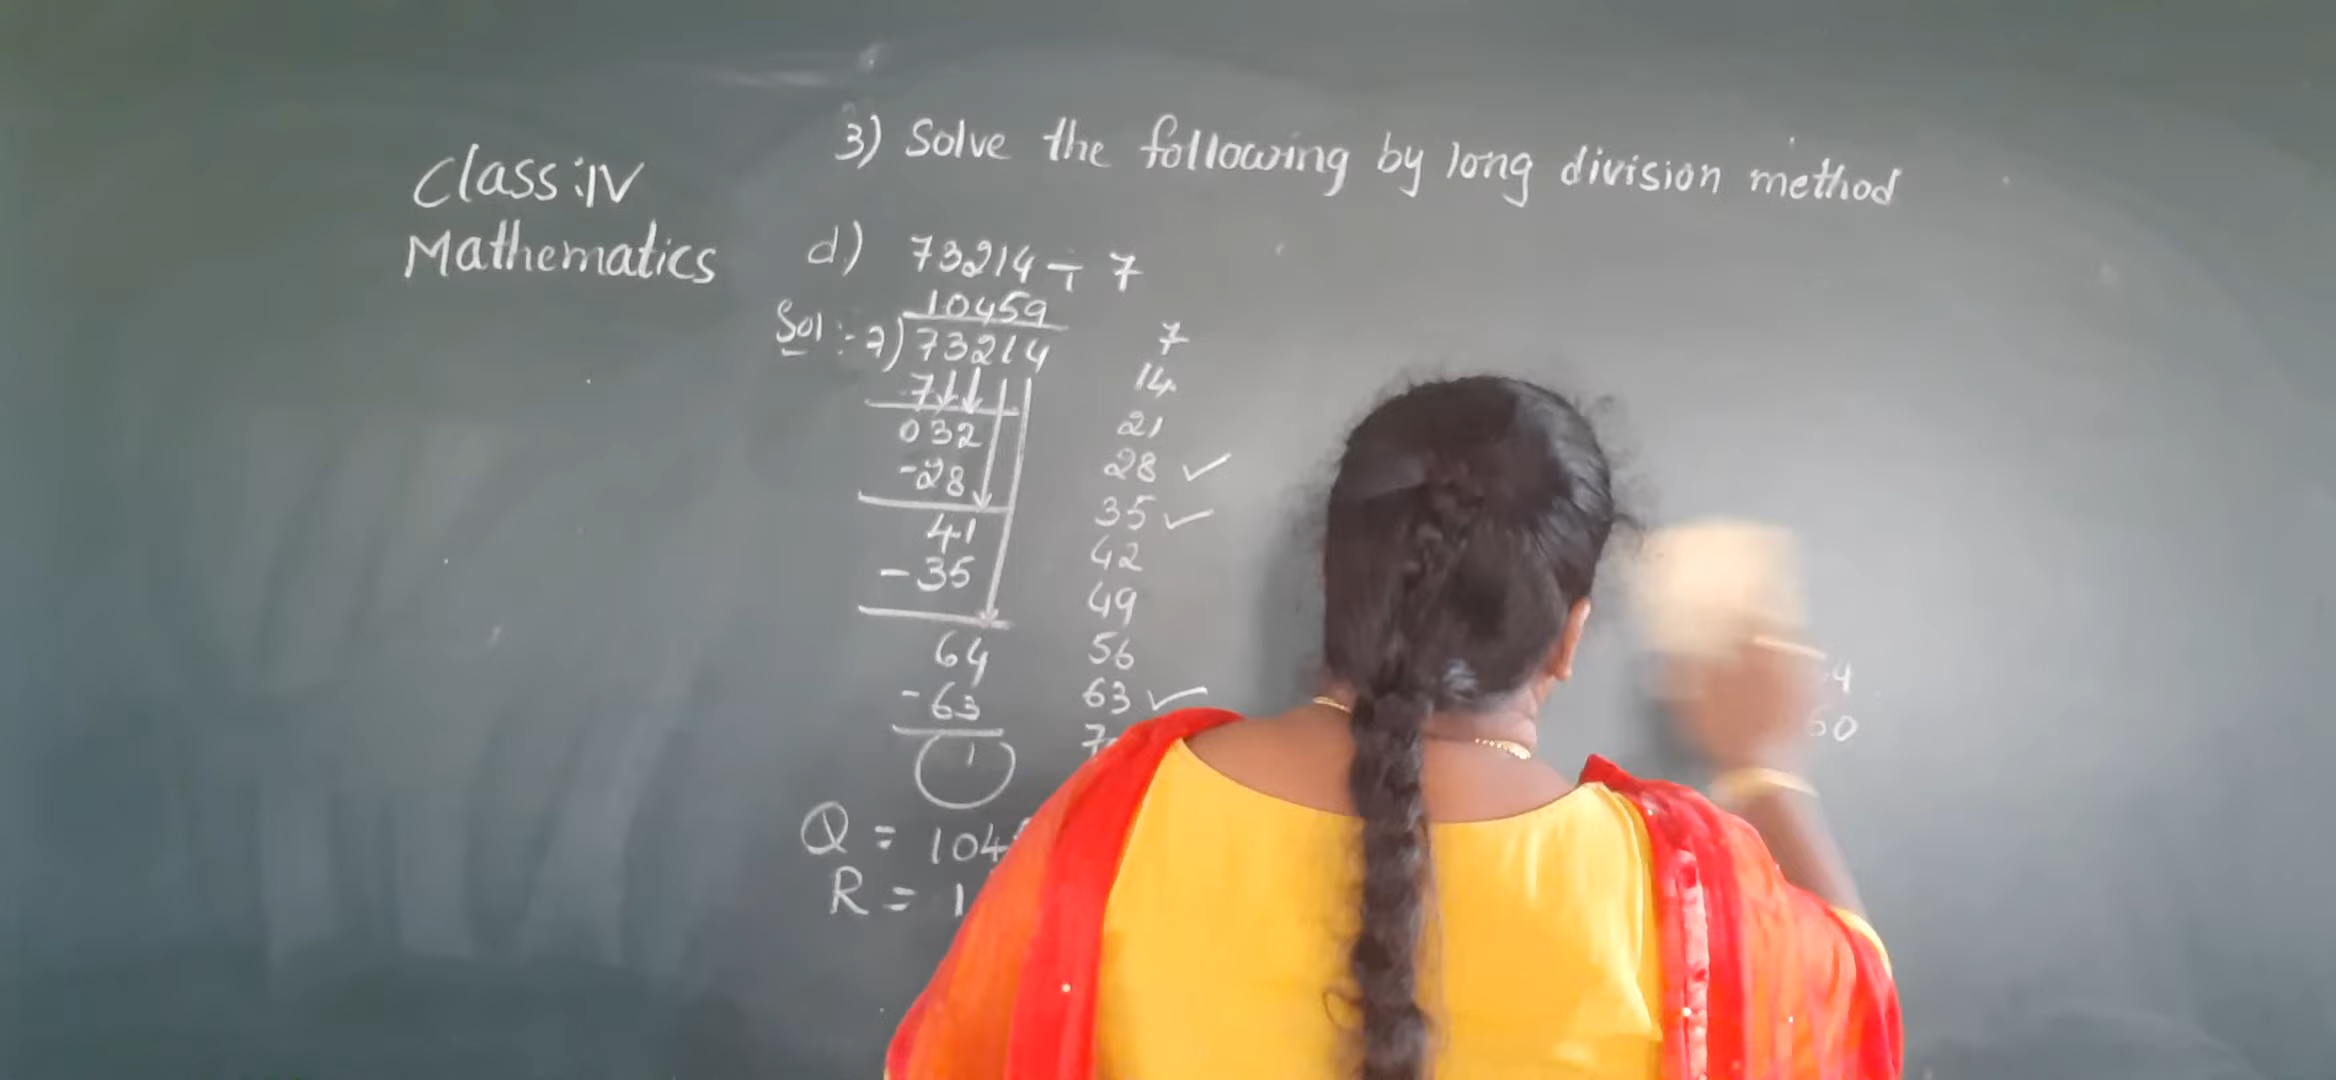 Class: IV
Mathematics
3) Solve the following by long division method
d) 73214 ÷ 7
10459
Sol :- 7) 73214
7
032
-28
41
- 35
64
- 63
1
Q = 104
R = 1
7
14
21
28 ✓
35 ✓
42
49
56
63 ✓